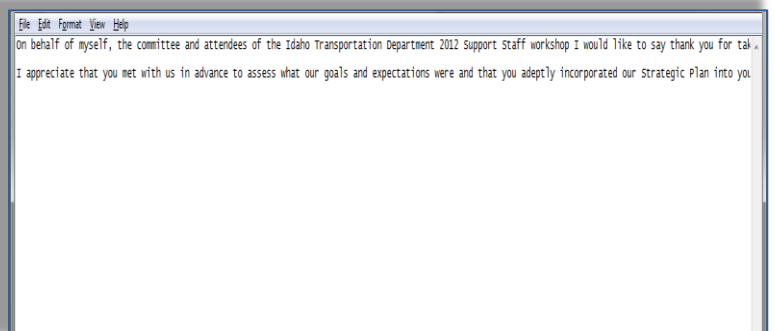 File Edit Format View Help
On behalf of myself, the committee and attendees of the Idaho Transportation Department 2012 Support Staff workshop I would like to say thank you for tak
I appreciate that you met with us in advance to assess what our goals and expectations were and that you adeptly incorporated our Strategic Plan into you